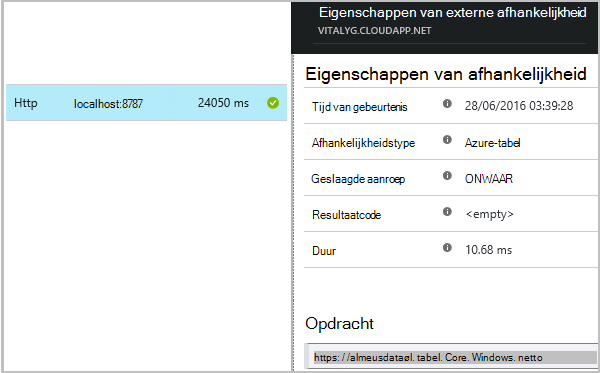 Eigenschappen van externe afhankelijkheid
VITALYG.CLOUDAPP.NET
Http localhost:8787 24050 ms
Eigenschappen van afhankelijkheid
Tijd van gebeurtenis 28/06/2016 03:39:28
Afhankelijkheidstype Azure-tabel
Geslaagde aanroep ONWAAR
Resultaatcode <empty>
Duur 10.68 ms
Opdracht
https: / /almeusdataøl. tabel. Core. Windows. netto